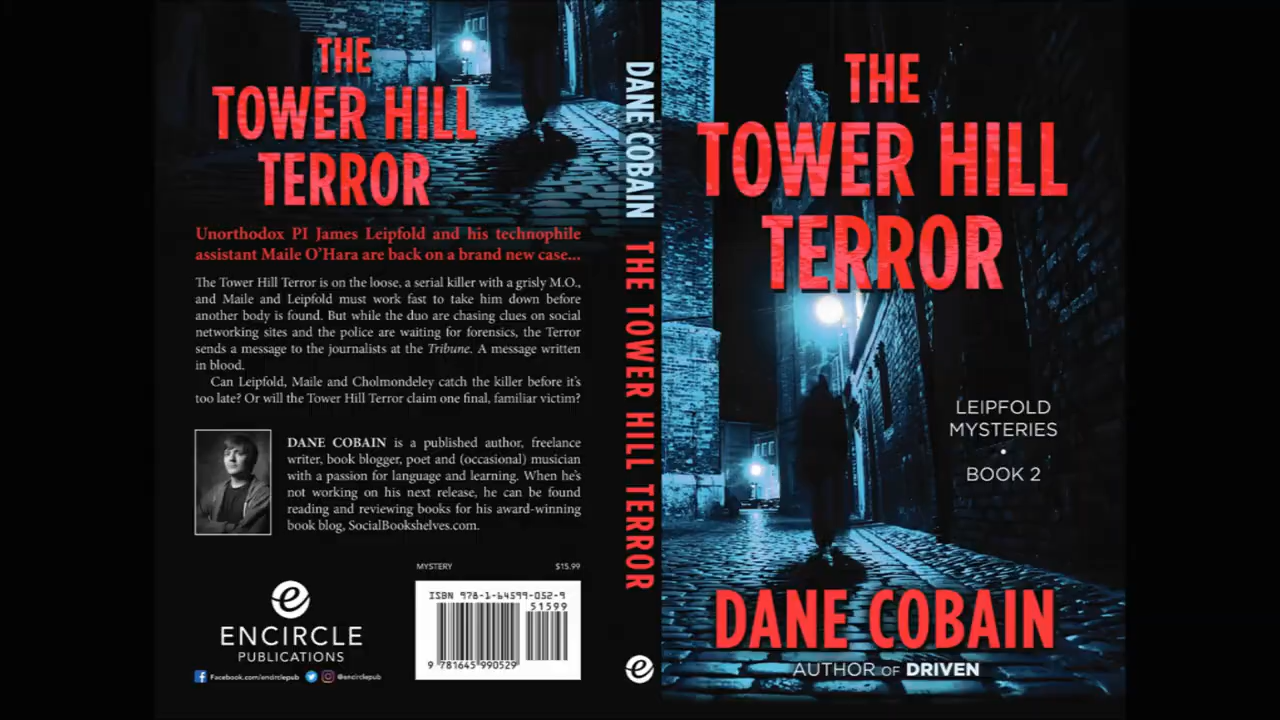 THE
TOWER HILL
TERROR
Unorthodox PI James Leipfold and his technophile
assistant Maile O'Hara are back on a brand new case...
The Tower Hill Terror is on the loose, a serial killer with a grisly M.O.,
and Maile and Leipfold must work fast to take him down before
another body is found. But while the duo are chasing clues on social
networking sites and the police are waiting for forensics, the Terror
sends a message to the journalists at the Tribune. A message written
in blood.
Can Leipfold, Maile and Cholmondeley catch the killer before it's
too late? Or will the Tower Hill Terror claim one final, familiar victim?
DANE COBAIN is a published author, freelance
writer, book blogger, poet and (occasional) musician
with a passion for language and learning. When he's
not working on his next release, he can be found
reading and reviewing books for his award-winning
book blog, SocialBookshelves.com.
MYSTERY $15.99
ISBN 978-1-64599-052-9
51599
9 781645 990529
e
ENCIRCLE
PUBLICATIONS
Facebook.com/encirclepub @encirclepub
DANE COBAIN THE TOWER HILL TERROR
e
THE
TOWER HILL
TERROR
LEIPFOLD
MYSTERIES
•
BOOK 2
DANE COBAIN
AUTHOR OF DRIVEN